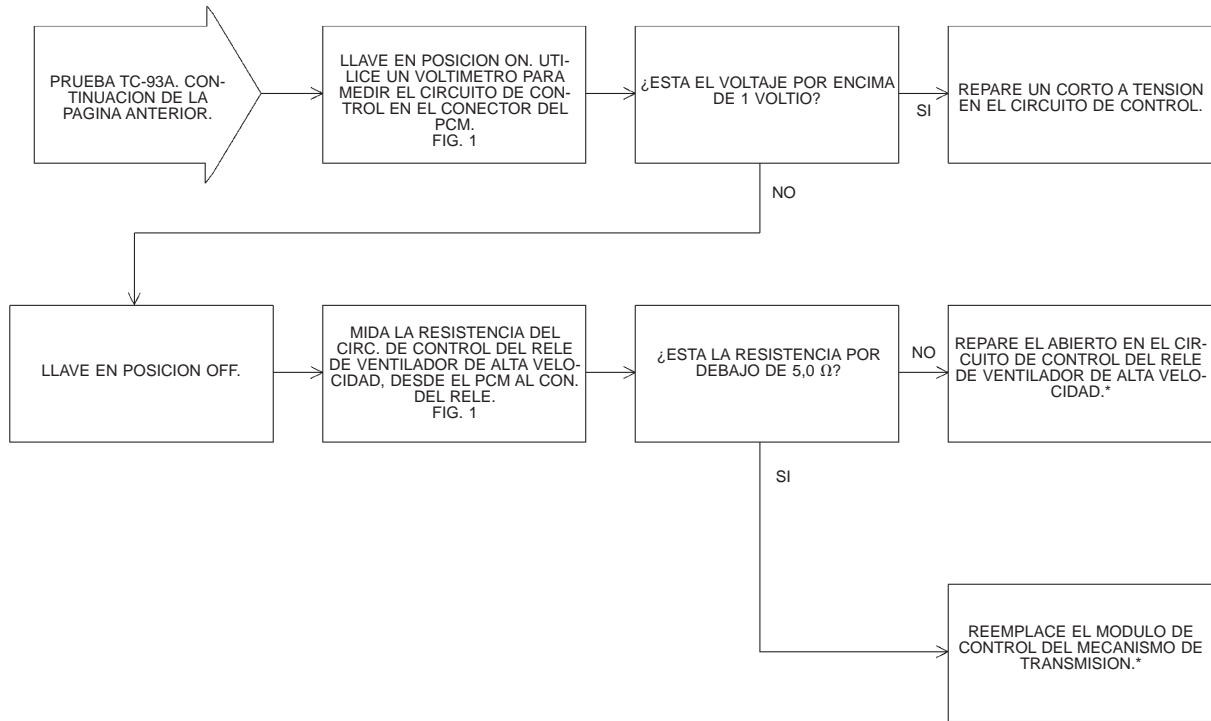 PRUEBA TC-93A. CON-
TINUACION DE LA
PAGINA ANTERIOR.
LLAVE EN POSICION ON. UTI-
LICE UN VOLTIMETRO PARA
MEDIR EL CIRCUITO DE CON-
TROL EN EL CONECTOR DEL
PCM.
FIG. 1
¿ESTA EL VOLTAJE POR ENCIMA
DE 1 VOLTIO?
SI
REPARE UN CORTO A TENSION
EN EL CIRCUITO DE CONTROL.
NO
LLAVE EN POSICION OFF.
MIDA LA RESISTENCIA DEL
CIRC. DE CONTROL DEL RELE
DE VENTILADOR DE ALTA VELO-
CIDAD, DESDE EL PCM AL CON.
DEL RELE.
FIG. 1
¿ESTA LA RESISTENCIA POR
DEBAJO DE 5,0 Ω?
NO
REPARE EL ABIERTO EN EL CIR-
CUITO DE CONTROL DEL RELE
DE VENTILADOR DE ALTA VELO-
CIDAD.*
SI
REEMPLACE EL MODULO DE
CONTROL DEL MECANISMO DE
TRANSMISION.*